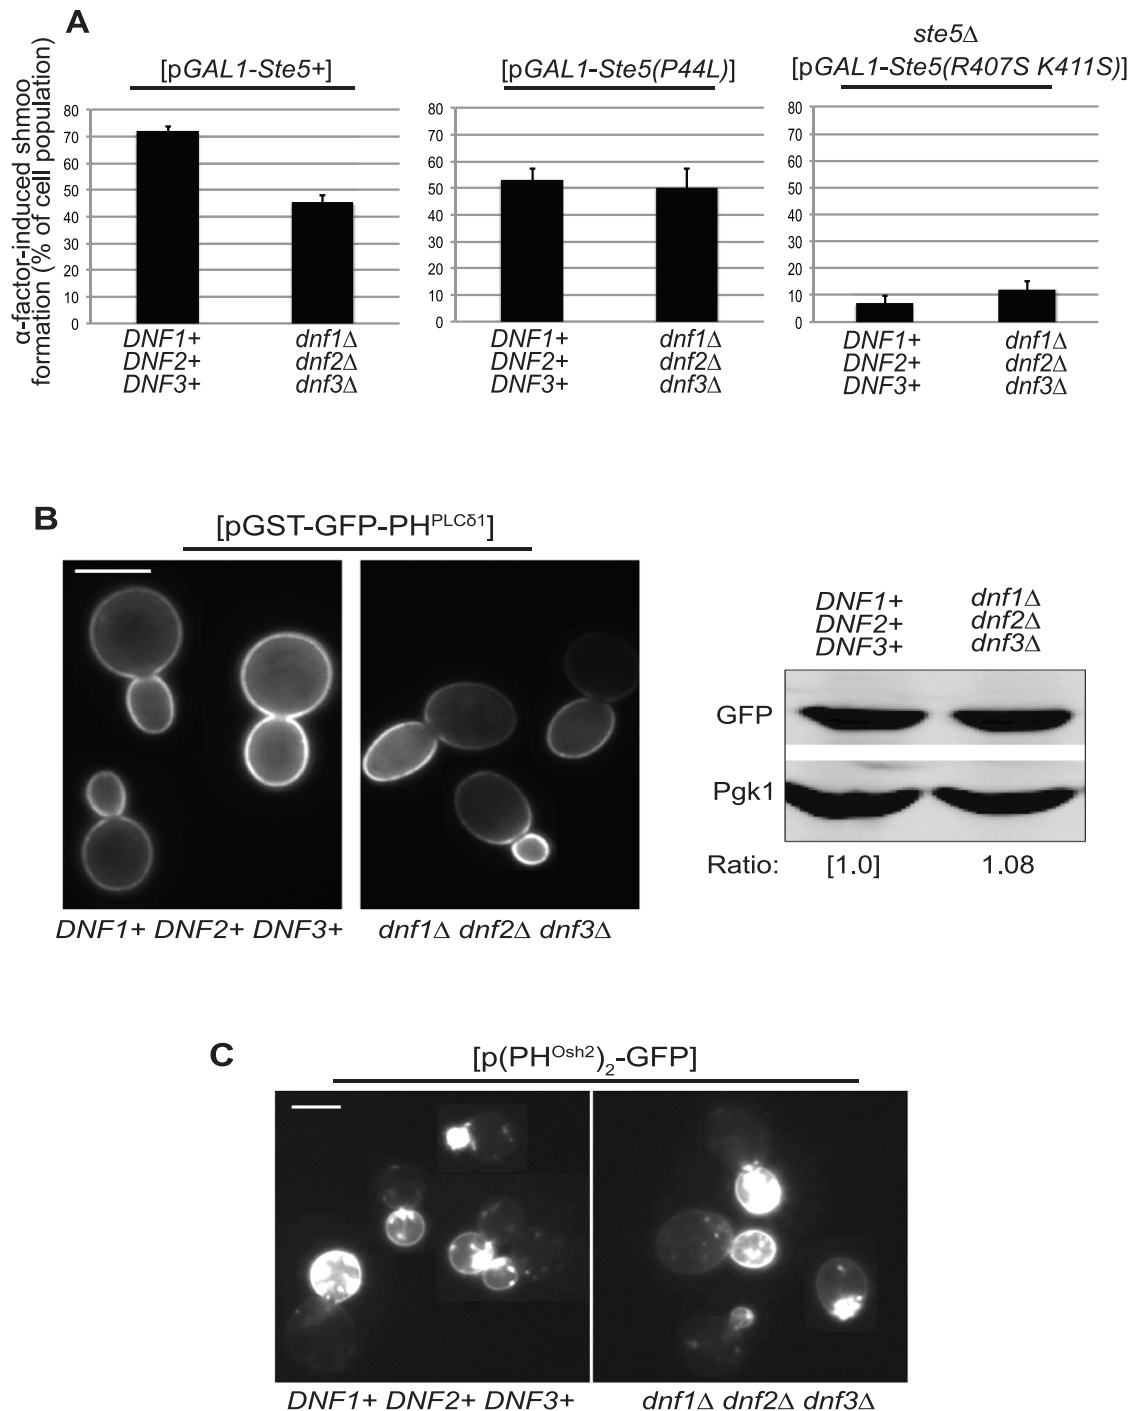 A
[pGAL1-Ste5+]
α-factor-induced shmoo
formation (% of cell population)
80
70
60
50
40
30
20
10
0
DNF1+
DNF2+
DNF3+
dnf1Δ
dnf2Δ
dnf3Δ
[pGAL1-Ste5(P44L)]
80
70
60
50
40
30
20
10
0
DNF1+
DNF2+
DNF3+
dnf1Δ
dnf2Δ
dnf3Δ
ste5Δ
[pGAL1-Ste5(R407S K411S)]
80
70
60
50
40
30
20
10
0
DNF1+
DNF2+
DNF3+
dnf1Δ
dnf2Δ
dnf3Δ
B
[pGST-GFP-PHPLCδ1]
DNF1+ DNF2+ DNF3+
dnf1Δ dnf2Δ dnf3Δ
DNF1+
DNF2+
DNF3+
dnf1Δ
dnf2Δ
dnf3Δ
GFP
Pgk1
Ratio: [1.0] 1.08
C
[p(PHOsh2)2-GFP]
DNF1+ DNF2+ DNF3+
dnf1Δ dnf2Δ dnf3Δ